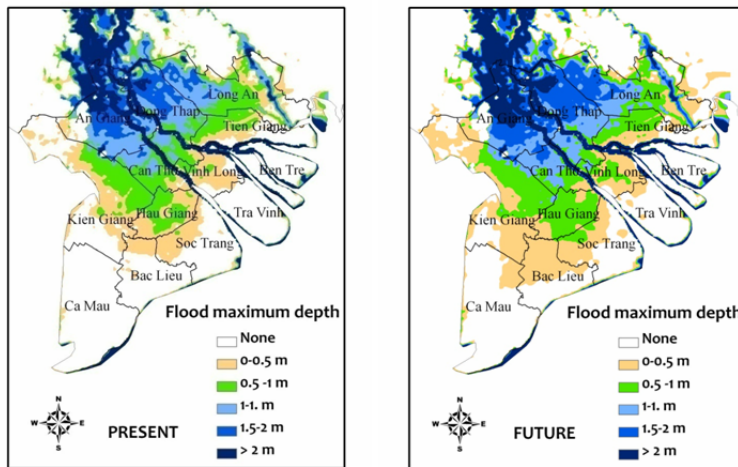 Long An
An Giang
Dong Thap
Tien Giang
Can Tho
Vinh Long
Ben Tre
Kien Giang
Hau Giang
Tra Vinh
Soc Trang
Bac Lieu
Ca Mau
Flood maximum depth
None
0-0.5 m
0.5 -1 m
1-1. m
1.5-2 m
> 2 m
N
W
E
S
PRESENT
Long An
An Giang
Dong Thap
Tien Giang
Can Tho
Vinh Long
Ben Tre
Kien Giang
Hau Giang
Tra Vinh
Soc Trang
Bac Lieu
Ca Mau
Flood maximum depth
None
0-0.5 m
0.5 -1 m
1-1. m
1.5-2 m
> 2 m
N
W
E
S
FUTURE